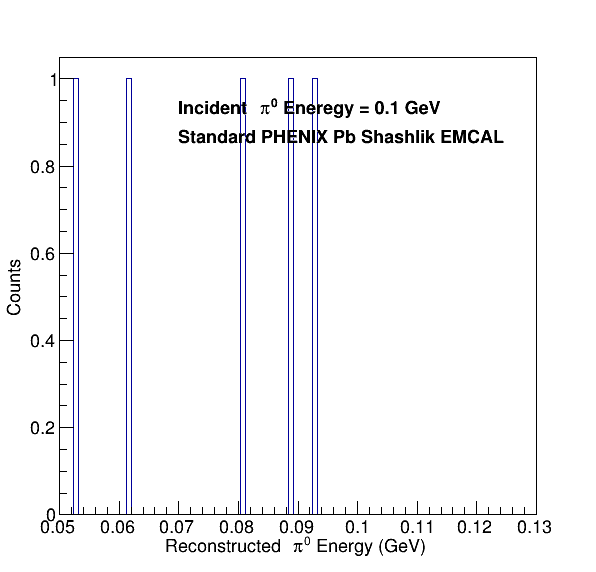 1
Incident π⁰ Eneregy = 0.1 GeV
Standard PHENIX Pb Shashlik EMCAL
0.8
0.6
Counts
0.4
0.2
0
0.05 0.06 0.07 0.08 0.09 0.1 0.11 0.12 0.13
Reconstructed π⁰ Energy (GeV)